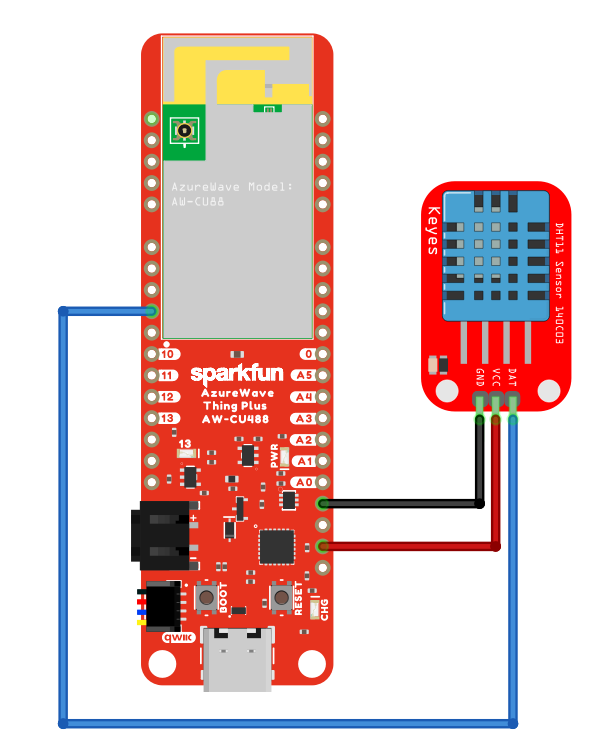 AzureWave Model:
AW-CU88
10
11
12
13
0
A5
A4
A3
A2
A1
A0
sparkfun
AzureWave
Thing Plus
AW-CU488
13
PWR
BOOT
RESET
CHG
qwiic
Keyes
DHT11 Sensor 140C03
GND
VCC
DAT